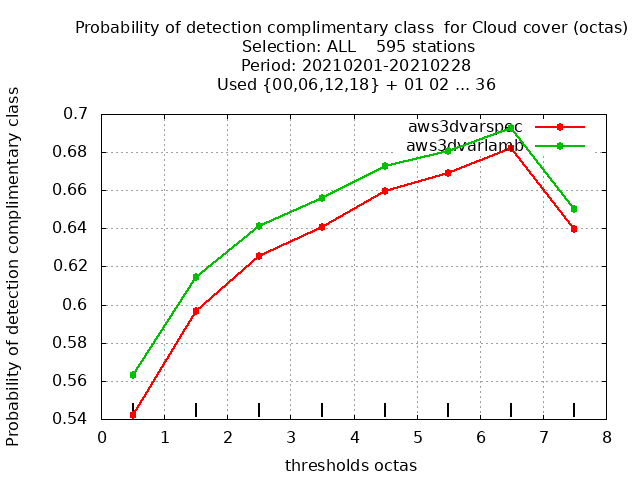 Probability of detection complimentary class  for Cloud cover (octas)
Selection: ALL    595 stations
Period: 20210201-20210228
Used {00,06,12,18} + 01 02 ... 36
Probability of detection complimentary class
0.7
0.68
0.66
0.64
0.62
0.6
0.58
0.56
0.54
aws3dvarspec
aws3dvarlamb
0 1 2 3 4 5 6 7 8
thresholds octas